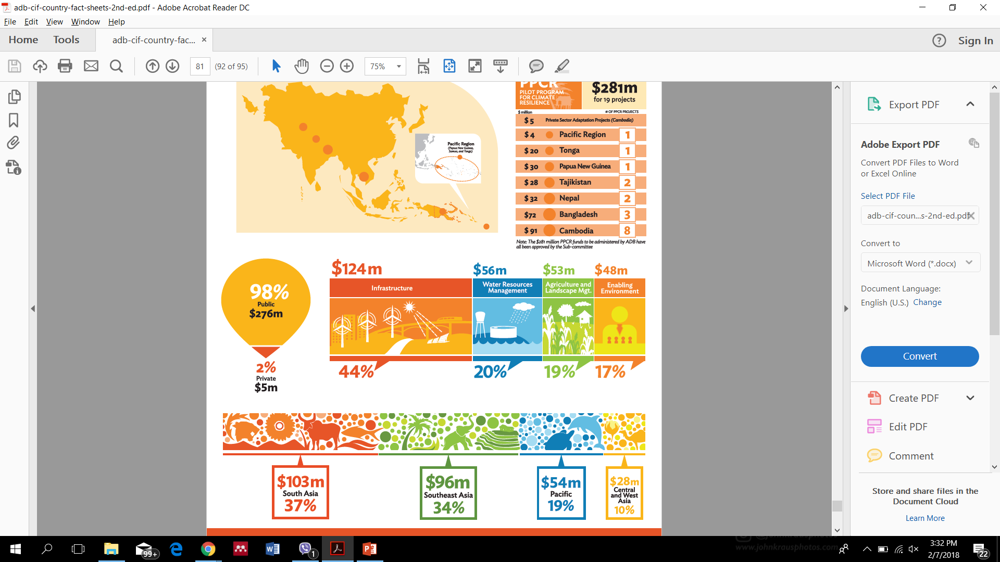 adb-cif-country-fact-sheets-2nd-ed.pdf - Adobe Acrobat Reader DC
File Edit View Window Help
Home Tools adb-cif-country-fac... × Sign In
81 (92 of 95) 75%
PPCR
PILOT PROGRAM
FOR CLIMATE
RESILIENCE
$281m
for 19 projects
$ million # OF PPCR PROJECTS
$ 5 Private Sector Adaptation Projects (Cambodia)
$ 4 Pacific Region 1
$ 20 Tonga 1
$ 30 Papua New Guinea 1
$ 28 Tajikistan 2
$ 32 Nepal 2
$72 Bangladesh 3
$ 91 Cambodia 8
Note: The $281 million PPCR funds to be administered by ADB have
all been approved by the Sub-committee
Pacific Region
(Papua New Guinea,
Samoa, and Tonga)
98%
Public
$276m
2%
Private
$5m
$124m
Infrastructure
44%
$56m
Water Resources
Management
20%
$53m
Agriculture and
Landscape Mgt.
19%
$48m
Enabling
Environment
17%
$103m
South Asia
37%
$96m
Southeast Asia
34%
$54m
Pacific
19%
$28m
Central
and West
Asia
10%
Export PDF
Adobe Export PDF
Convert PDF Files to Word
or Excel Online
Select PDF File
adb-cif-coun...s-2nd-ed.pdf
Convert to
Microsoft Word (*.docx)
Document Language:
English (U.S.) Change
Convert
Create PDF
Edit PDF
Comment
Store and share files in the
Document Cloud
Learn More
@johnkrausphotos
www.johnkrausphotos.com
99+
1
3:32 PM
2/7/2018
22